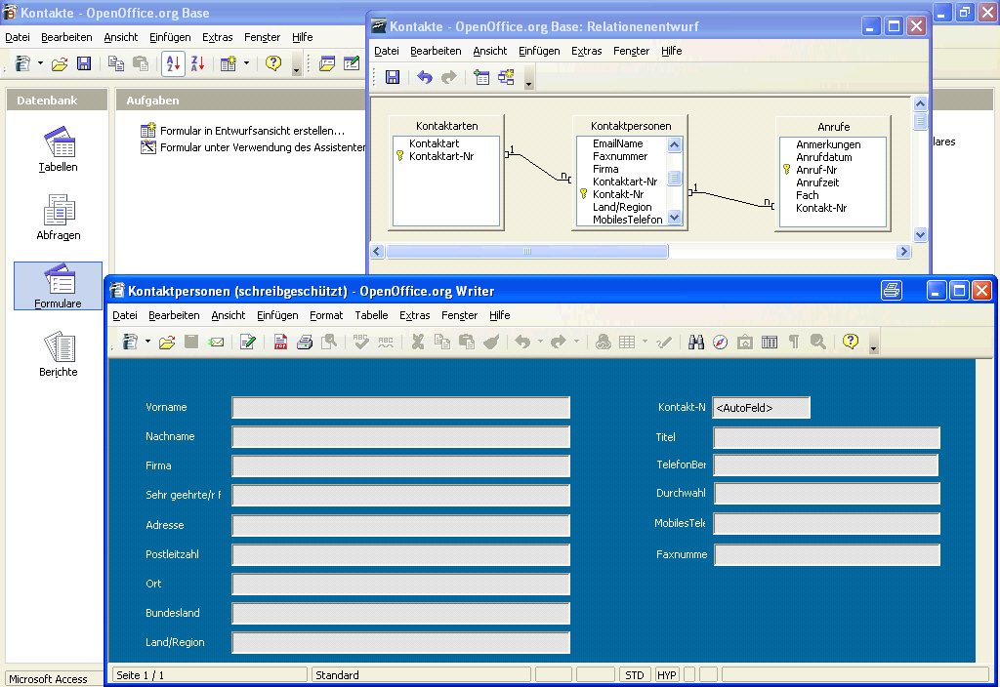 Kontakte - OpenOffice.org Base
Datei Bearbeiten Ansicht Einfügen Extras Fenster Hilfe
Datenbank
Tabellen
Abfragen
Formulare
Berichte
Aufgaben
Formular in Entwurfsansicht erstellen...
Formular unter Verwendung des Assistenten
lares
Microsoft Access
Kontakte - OpenOffice.org Base: Relationenentwurf
Datei Bearbeiten Ansicht Einfügen Extras Fenster Hilfe
Kontaktarten
Kontaktart
Kontaktart-Nr
1
n
Kontaktpersonen
EmailName
Faxnummer
Firma
Kontaktart-Nr
Kontakt-Nr
Land/Region
MobilesTelefon
1
n
Anrufe
Anmerkungen
Anrufdatum
Anruf-Nr
Anrufzeit
Fach
Kontakt-Nr
Kontaktpersonen (schreibgeschützt) - OpenOffice.org Writer
Datei Bearbeiten Ansicht Einfügen Format Tabelle Extras Fenster Hilfe
Vorname
Nachname
Firma
Sehr geehrte/r F
Adresse
Postleitzahl
Ort
Bundesland
Land/Region
Kontakt-N <AutoFeld>
Titel
TelefonBer
Durchwahl
MobilesTele
Faxnumme
Seite 1 / 1 Standard STD HYP